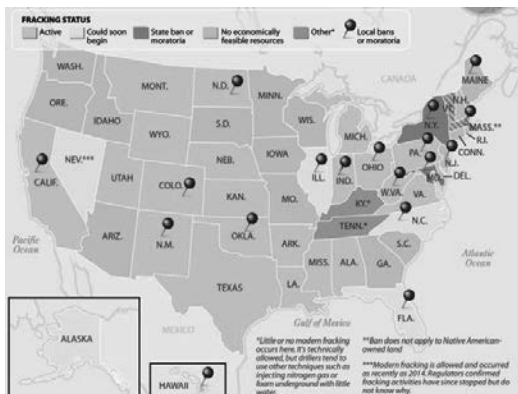 FRACKING STATUS
Active
Could soon
begin
State ban or
moratoria
No economically
feasible resources
Other*
Local bans
or moratoria
CANADA
WASH.
MONT.
N.D.
MINN.
MAINE
ORE.
IDAHO
WYO.
S.D.
WIS.
MICH.
N.Y.
VT.
N.H.
MASS.**
R.I.
CONN.
NEV.***
UTAH
COLO.
NEB.
IOWA
ILL.
IND.
OHIO
PA.
N.J.
MD.
DEL.
CALIF.
KAN.
MO.
KY.*
W.VA.
VA.
ARIZ.
N.M.
OKLA.
ARK.
TENN.*
N.C.
S.C.
TEXAS
LA.
MISS.
ALA.
GA.
FLA.
Pacific
Ocean
Atlantic
Ocean
MEXICO
Gulf of Mexico
ALASKA
HAWAII
*Little or no modern fracking
occurs here. It's technically
allowed, but drillers tend to
use other techniques such as
injecting nitrogen gas or
foam underground with little
water.
**Ban does not apply to Native American-
owned land
***Modern fracking is allowed and occurred
as recently as 2014. Regulators confirmed
fracking activities have since stopped but do
not know why.